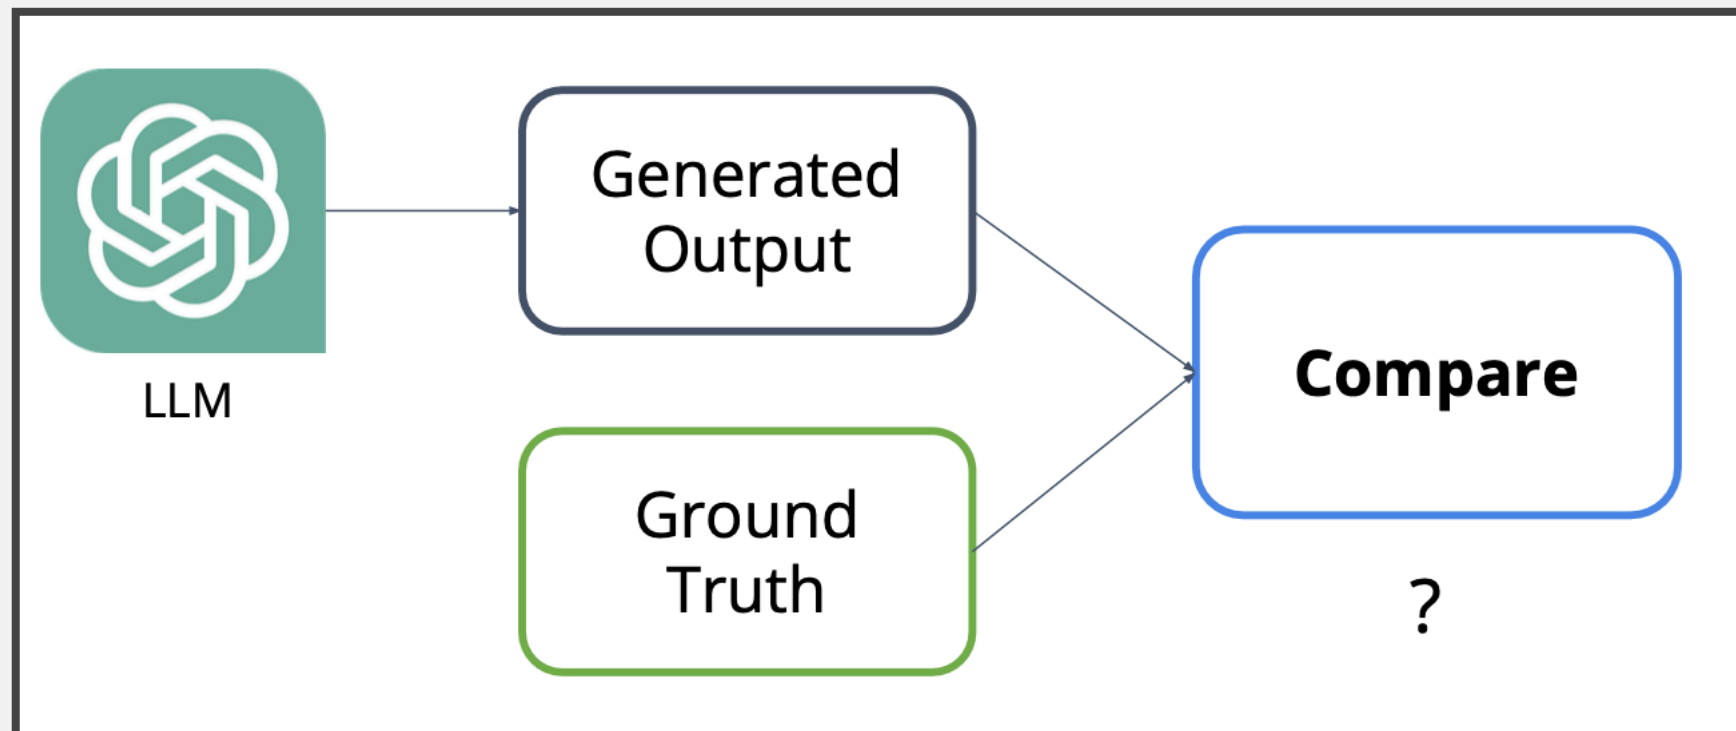 LLM
Generated
Output
Ground
Truth
Compare
?